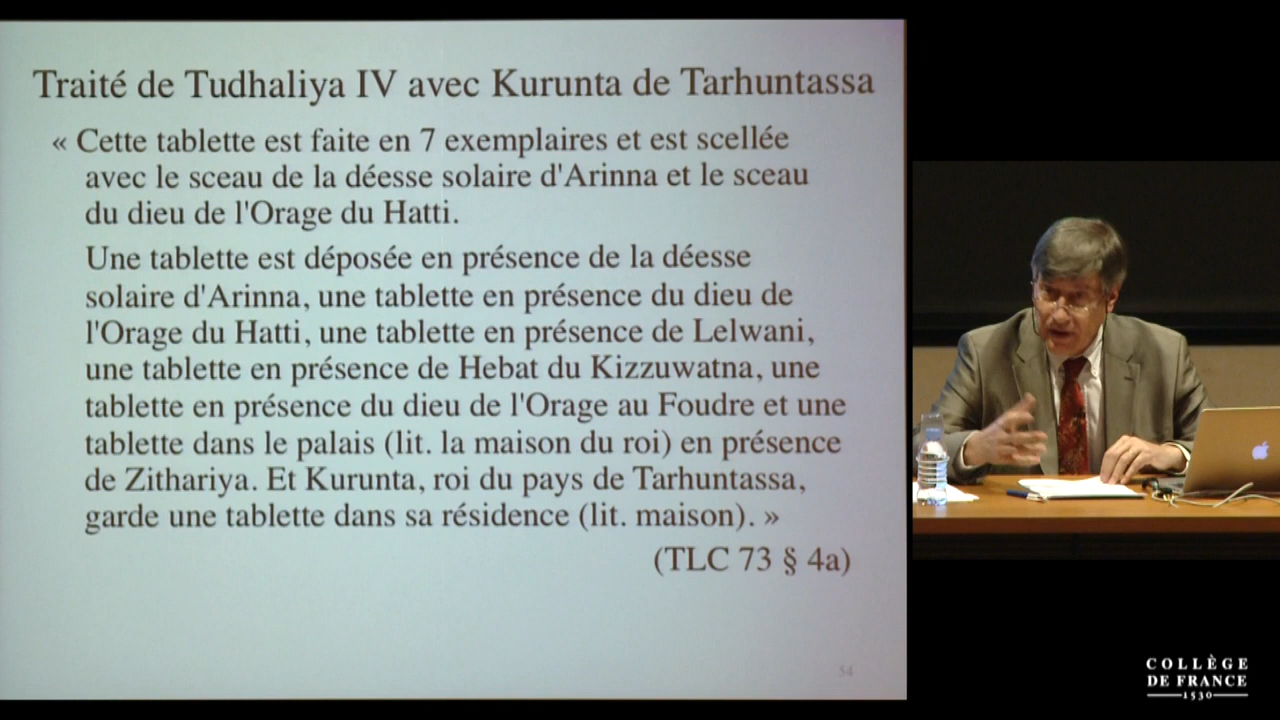 Traité de Tudhaliya IV avec Kurunta de Tarhuntassa
« Cette tablette est faite en 7 exemplaires et est scellée
avec le sceau de la déesse solaire d'Arinna et le sceau
du dieu de l'Orage du Hatti.
Une tablette est déposée en présence de la déesse
solaire d'Arinna, une tablette en présence du dieu de
l'Orage du Hatti, une tablette en présence de Lelwani,
une tablette en présence de Hebat du Kizzuwatna, une
tablette en présence du dieu de l'Orage au Foudre et une
tablette dans le palais (lit. la maison du roi) en présence
de Zithariya. Et Kurunta, roi du pays de Tarhuntassa,
garde une tablette dans sa résidence (lit. maison). »
(TLC 73 § 4a)
54
COLLÈGE
DE FRANCE
1530